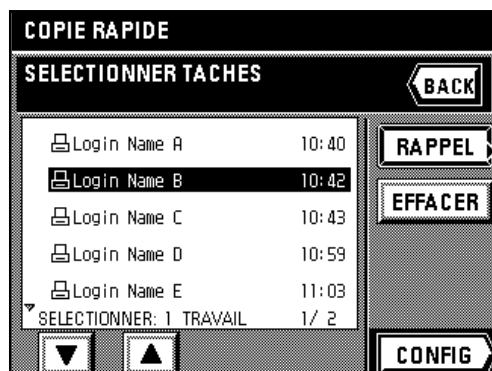 COPIE RAPIDE
SELECTIONNER TACHES
BACK
Login Name A 10:40
RAPPEL
Login Name B 10:42
EFFACER
Login Name C 10:43
Login Name D 10:59
Login Name E 11:03
SELECTIONNER: 1 TRAVAIL 1/ 2
CONFIG